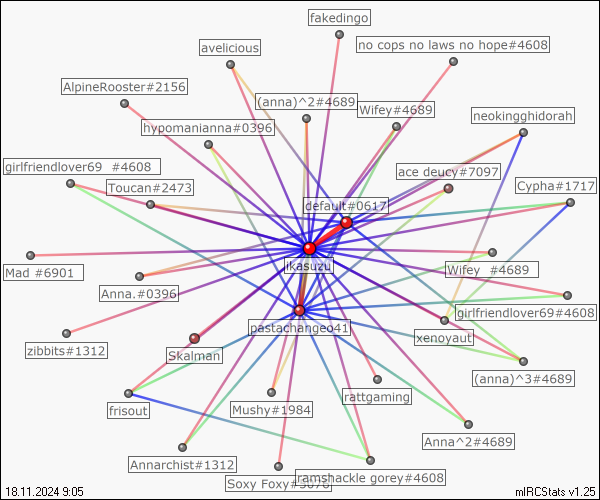 fakedingo
avelicious
no cops no laws no hope#4608
AlpineRooster#2156
(anna)^2#4689
Wifey#4689
neokingghidorah
hypomanianna#0396
girlfriendlover69 #4608
ace deucy#7097
Toucan#2473
Cypha#1717
default#0617
ikasuzu
Mad #6901
Wifey #4689
Anna.#0396
girlfriendlover69#4608
pastachangeo41
xenoyaut
zibbits#1312
Skalman
(anna)^3#4689
rattgaming
frisout
Mushy#1984
Anna^2#4689
Annarchist#1312
ramshackle gorey#4608
Soxy Foxy#5078
18.11.2024 9:05
mIRCStats v1.25